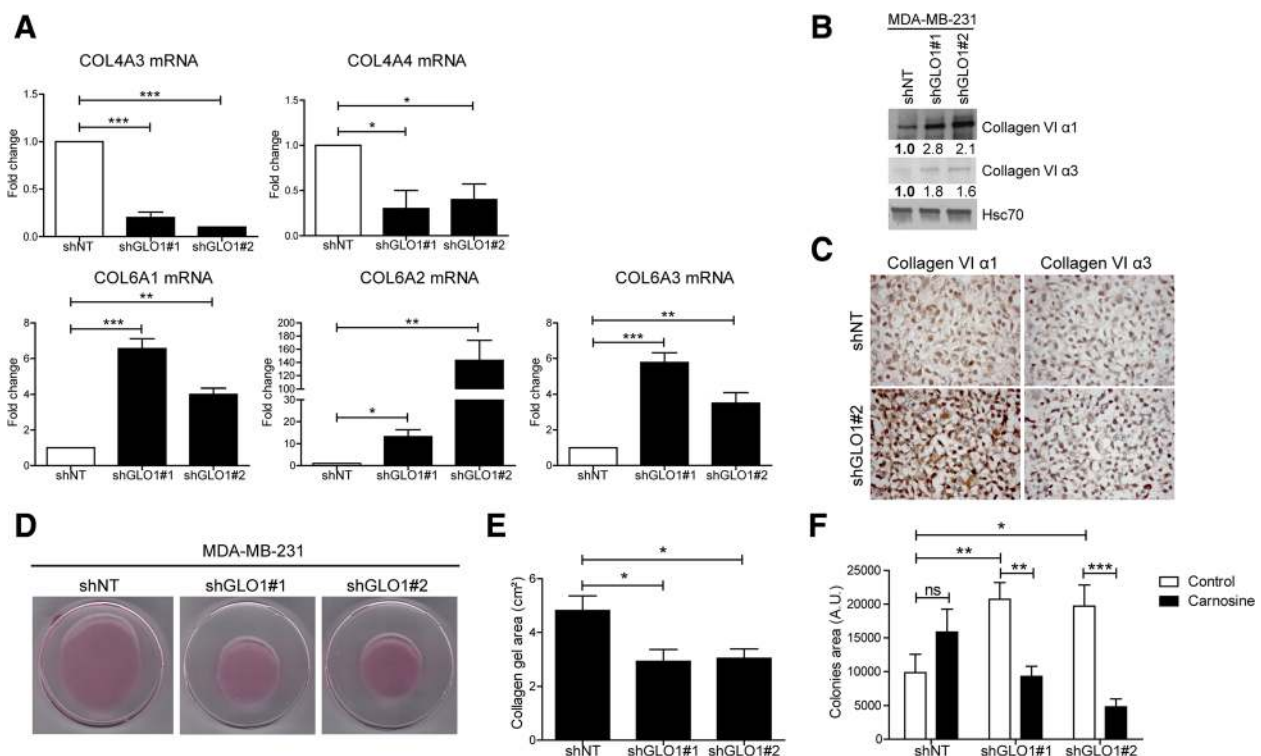 A
COL4A3 mRNA
Fold change
1.5
1.0
0.5
0.0
***
***
shNT shGLO1#1 shGLO1#2
COL4A4 mRNA
Fold change
1.5
1.0
0.5
0.0
*
*
shNT shGLO1#1 shGLO1#2
COL6A1 mRNA
Fold change
8
6
4
2
0
**
***
shNT shGLO1#1 shGLO1#2
COL6A2 mRNA
Fold change
200
180
160
140
120
100
30
20
10
0
**
*
shNT shGLO1#1 shGLO1#2
COL6A3 mRNA
Fold change
8
6
4
2
0
**
***
shNT shGLO1#1 shGLO1#2
B
MDA-MB-231
shNT
shGLO1#1
shGLO1#2
Collagen VI α1
1.0 2.8 2.1
Collagen VI α3
1.0 1.8 1.6
Hsc70
C
Collagen VI α1 Collagen VI α3
shNT
shGLO1#2
D
MDA-MB-231
shNT shGLO1#1 shGLO1#2
E
Collagen gel area (cm²)
6
4
2
0
*
*
shNT shGLO1#1 shGLO1#2
F
Colonies area (A.U.)
25000
20000
15000
10000
5000
0
*
**
ns ** ***
shNT shGLO1#1 shGLO1#2
Control
Carnosine